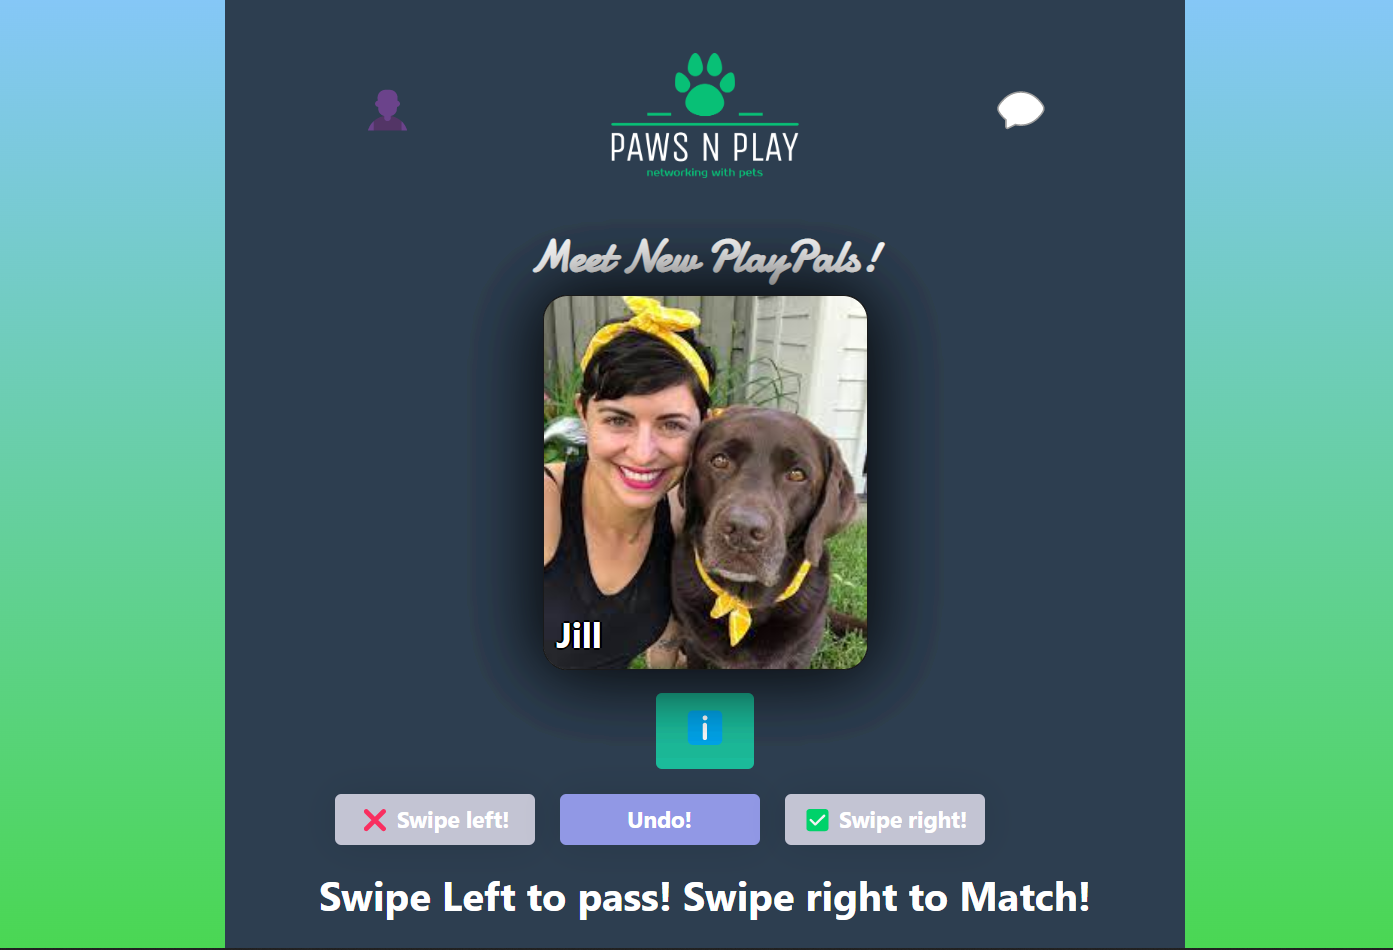 PAWS N PLAY
networking with pets
Meet New PlayPals!
Jill
i
❌ Swipe left!
Undo!
✅ Swipe right!
Swipe Left to pass! Swipe right to Match!